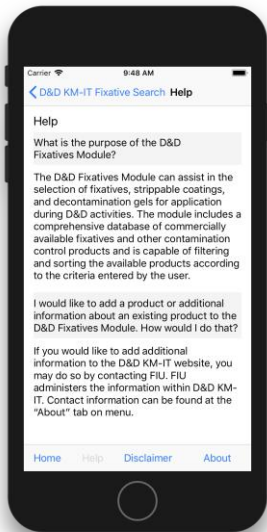 Carrier 9:48 AM
D&D KM-IT Fixative Search Help
Help
What is the purpose of the D&D
Fixatives Module?
The D&D Fixatives Module can assist in the
selection of fixatives, strippable coatings,
and decontamination gels for application
during D&D activities. The module includes a
comprehensive database of commercially
available fixatives and other contamination
control products and is capable of filtering
and sorting the available products according
to the criteria entered by the user.
I would like to add a product or additional
information about an existing product to the
D&D Fixatives Module. How would I do that?
If you would like to add additional
information to the D&D KM-IT website, you
may do so by contacting FIU. FIU
administers the information within D&D KM-
IT. Contact information can be found at the
“About” tab on menu.
Home Help Disclaimer About